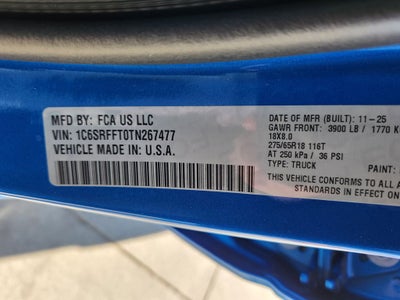 MFD BY: FCA US LLC
VIN: 1C6SRFFT0TN267477
VEHICLE MADE IN: U.S.A.
DATE OF MFR (BUILT): 11-25
GAWR FRONT: 3900 LB / 1770 K
18X8.0
275/65R18 116T
AT 250 kPa / 36 PSI
TYPE: TRUCK
PAINT:
THIS VEHICLE CONFORMS TO ALL
STANDARDS IN EFFECT ON